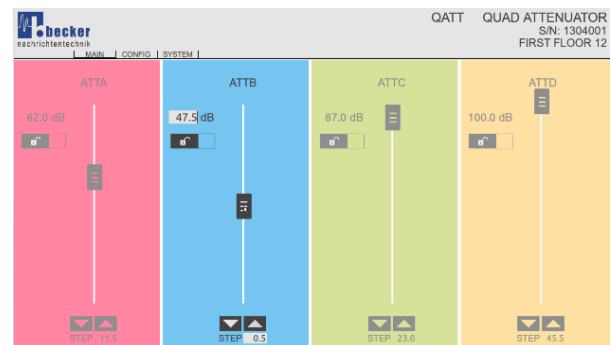 becker
nachrichtentechnik
QATT QUAD ATTENUATOR
S/N: 1304001
FIRST FLOOR 12
MAIN CONFIG SYSTEM
ATTA
62.0 dB
STEP 11.5
ATTB
47.5 dB
STEP 0.5
ATTC
87.0 dB
STEP 23.0
ATTD
100.0 dB
STEP 45.5